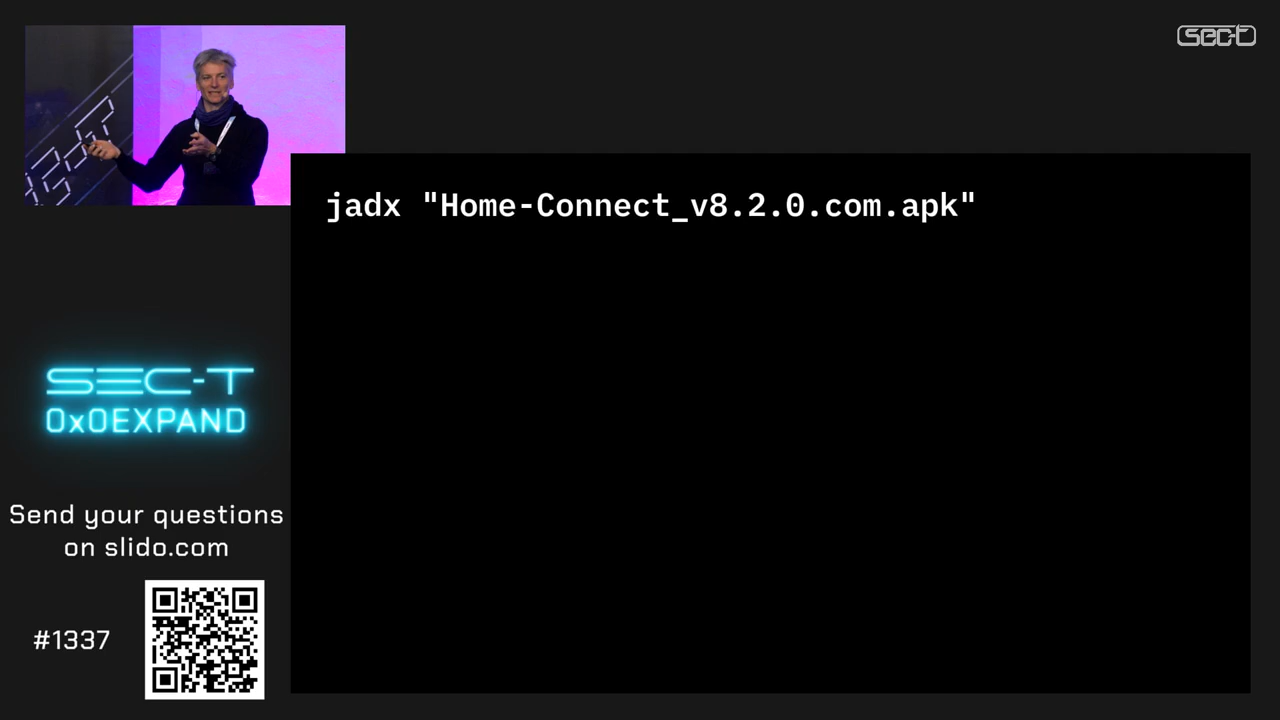 sec-t
jadx "Home-Connect_v8.2.0.com.apk"
SEC-T
0x0EXPAND
Send your questions
on slido.com
#1337